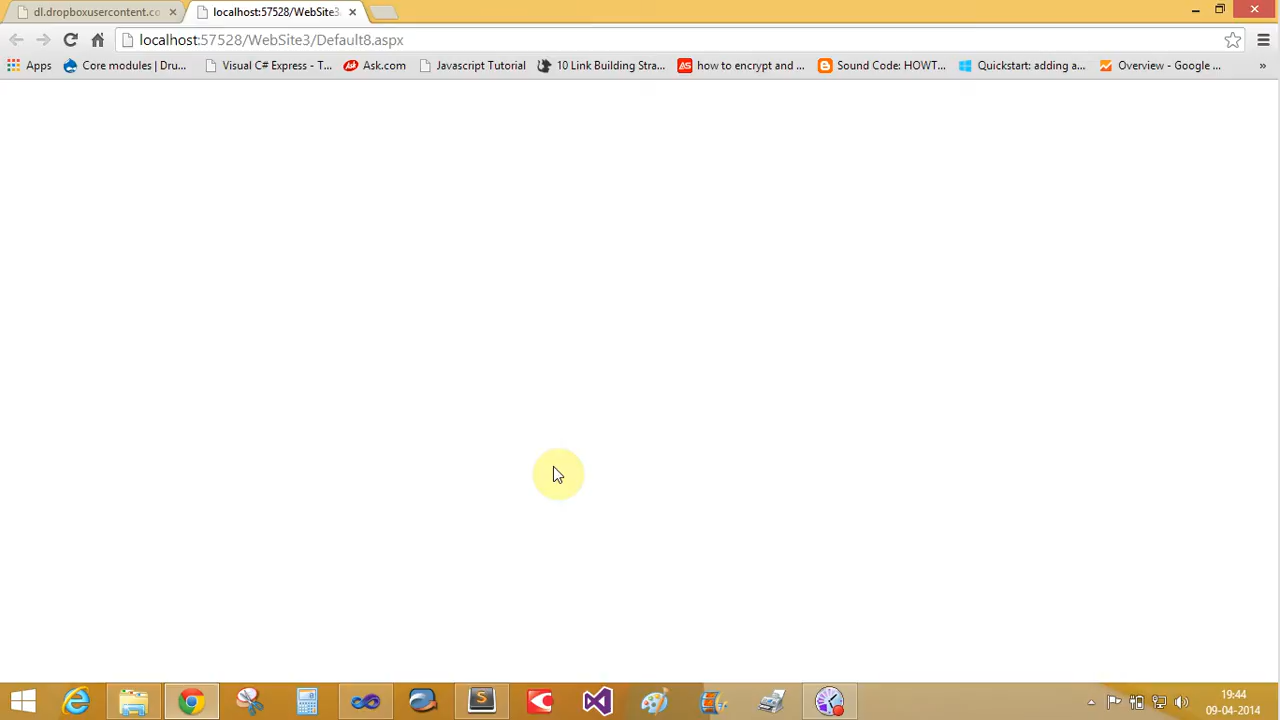 dl.dropboxusercontent.co
localhost:57528/WebSite3
localhost:57528/WebSite3/Default8.aspx
Apps
Core modules | Dru...
Visual C# Express - T...
Ask
Ask.com
Javascript Tutorial
10 Link Building Stra...
AS
how to encrypt and ...
Sound Code: HOWT...
Quickstart: adding a...
Overview - Google ...
»
S
19:44
09-04-2014